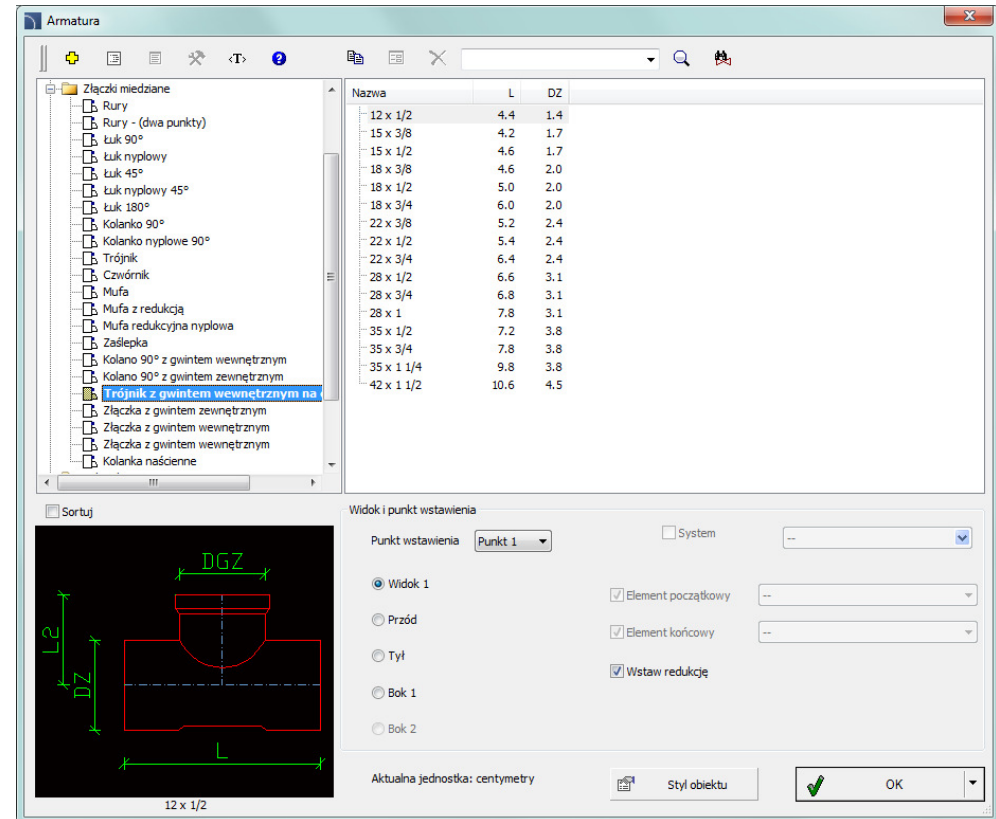 Armatura
<T>
Złączki miedziane
Rury
Rury - (dwa punkty)
Łuk 90°
Łuk nyplowy
Łuk 45°
Łuk nyplowy 45°
Łuk 180°
Kolanko 90°
Kolanko nyplowe 90°
Trójnik
Czwórnik
Mufa
Mufa z redukcją
Mufa redukcyjna nyplowa
Zaślepka
Kolano 90° z gwintem wewnętrznym
Kolano 90° z gwintem zewnętrznym
Trójnik z gwintem wewnętrznym na
Złączka z gwintem zewnętrznym
Złączka z gwintem wewnętrznym
Złączka z gwintem wewnętrznym
Kolanka naścienne
Nazwa L DZ
12 x 1/2 4.4 1.4
15 x 3/8 4.2 1.7
15 x 1/2 4.6 1.7
18 x 3/8 4.6 2.0
18 x 1/2 5.0 2.0
18 x 3/4 6.0 2.0
22 x 3/8 5.2 2.4
22 x 1/2 5.4 2.4
22 x 3/4 6.4 2.4
28 x 1/2 6.6 3.1
28 x 3/4 6.8 3.1
28 x 1 7.8 3.1
35 x 1/2 7.2 3.8
35 x 3/4 7.8 3.8
35 x 1 1/4 9.8 3.8
42 x 1 1/2 10.6 4.5
Sortuj
DGZ
L2
DZ
L
12 x 1/2
Widok i punkt wstawienia
Punkt wstawienia Punkt 1
System --
Widok 1
Element początkowy --
Przód
Element końcowy --
Tył
Wstaw redukcję
Bok 1
Bok 2
Aktualna jednostka: centymetry
Styl obiektu
OK